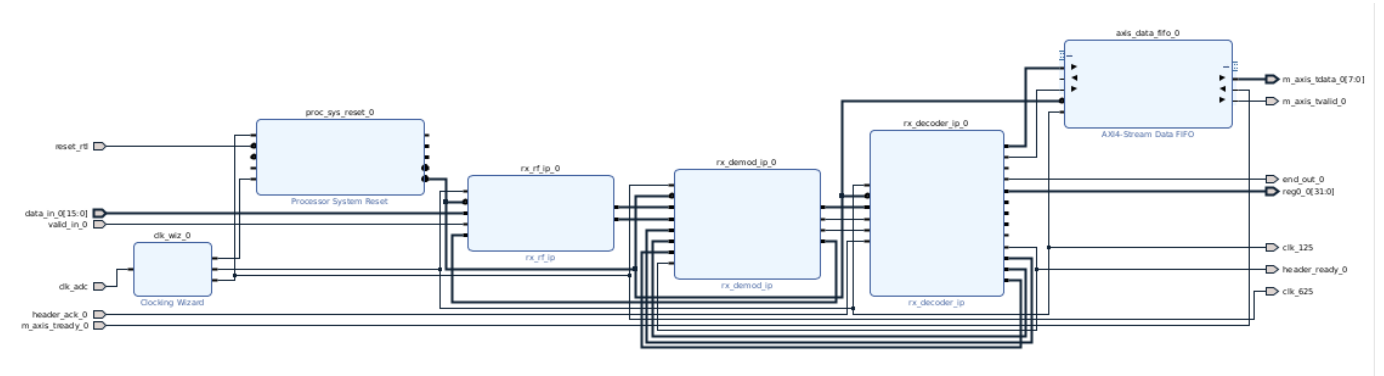 axis_data_fifo_0
m_axis_tdata_0[7:0]
m_axis_tvalid_0
AXI4-Stream Data FIFO
proc_sys_reset_0
rx_decoder_ip_0
reset_rtl
rx_rf_ip_0
rx_demod_ip_0
end_out_0
reg0_0[31:0]
Processor System Reset
data_in_0[15:0]
valid_in_0
clk_wiz_0
clk_125
rx_rf_ip
header_ready_0
clk_adc
rx_demod_ip
clk_625
Clocking Wizard
rx_decoder_ip
header_ack_0
m_axis_tready_0